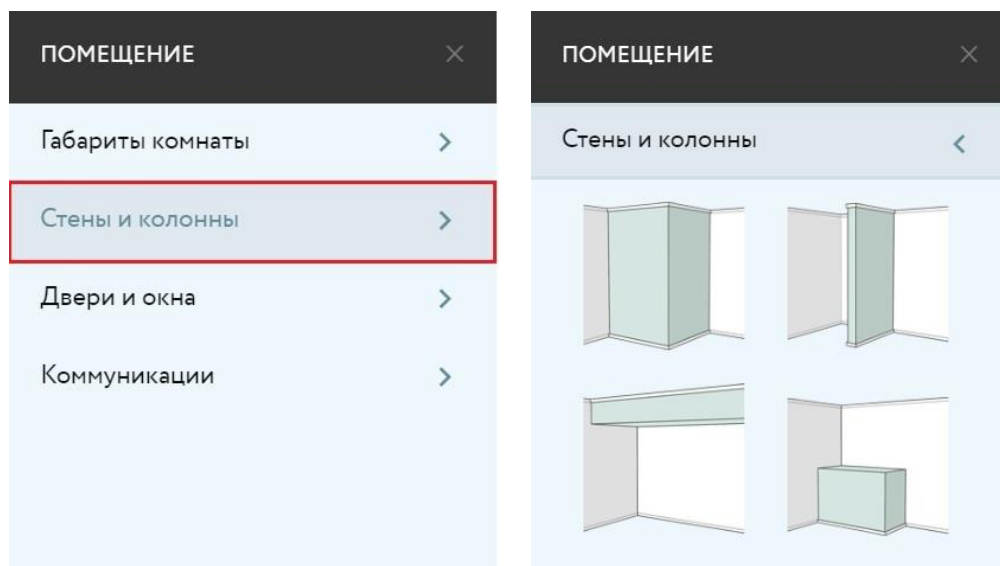 ПОМЕЩЕНИЕ
Габариты комнаты
Стены и колонны
Двери и окна
Коммуникации
ПОМЕЩЕНИЕ
Стены и колонны